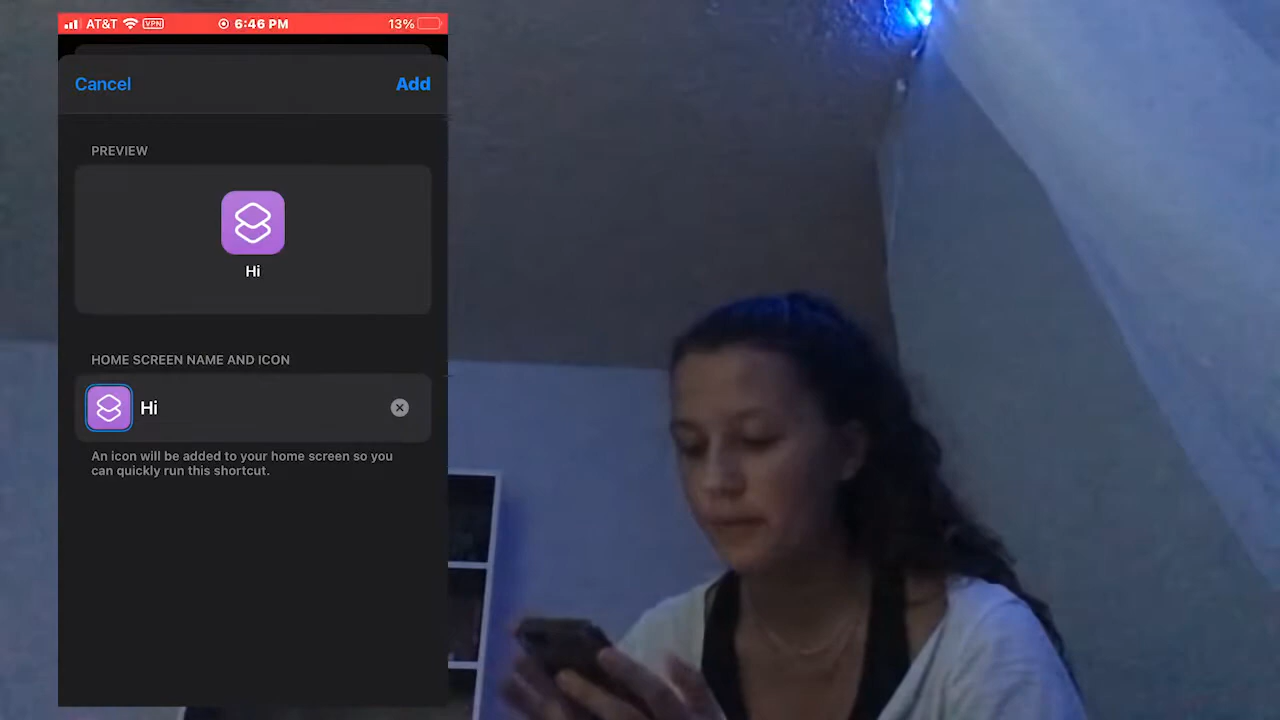 AT&T VPN 6:46 PM 13%
Cancel Add
PREVIEW
Hi
HOME SCREEN NAME AND ICON
Hi
An icon will be added to your home screen so you
can quickly run this shortcut.